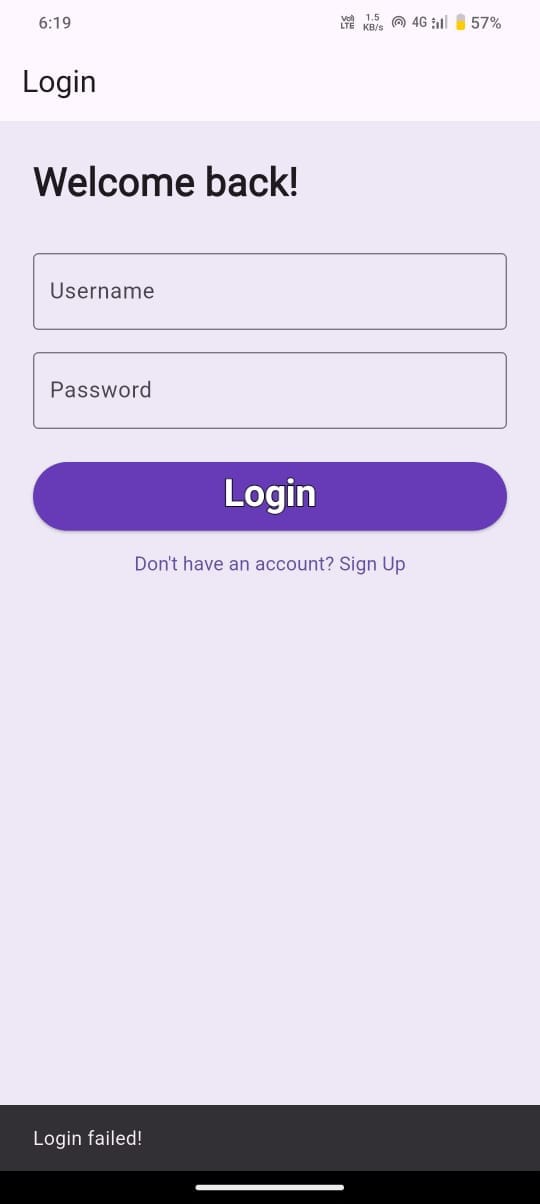 6:19
Vo) LTE 1.5 KB/s 4G 57%
Login
Welcome back!
Username
Password
Login
Don't have an account? Sign Up
Login failed!